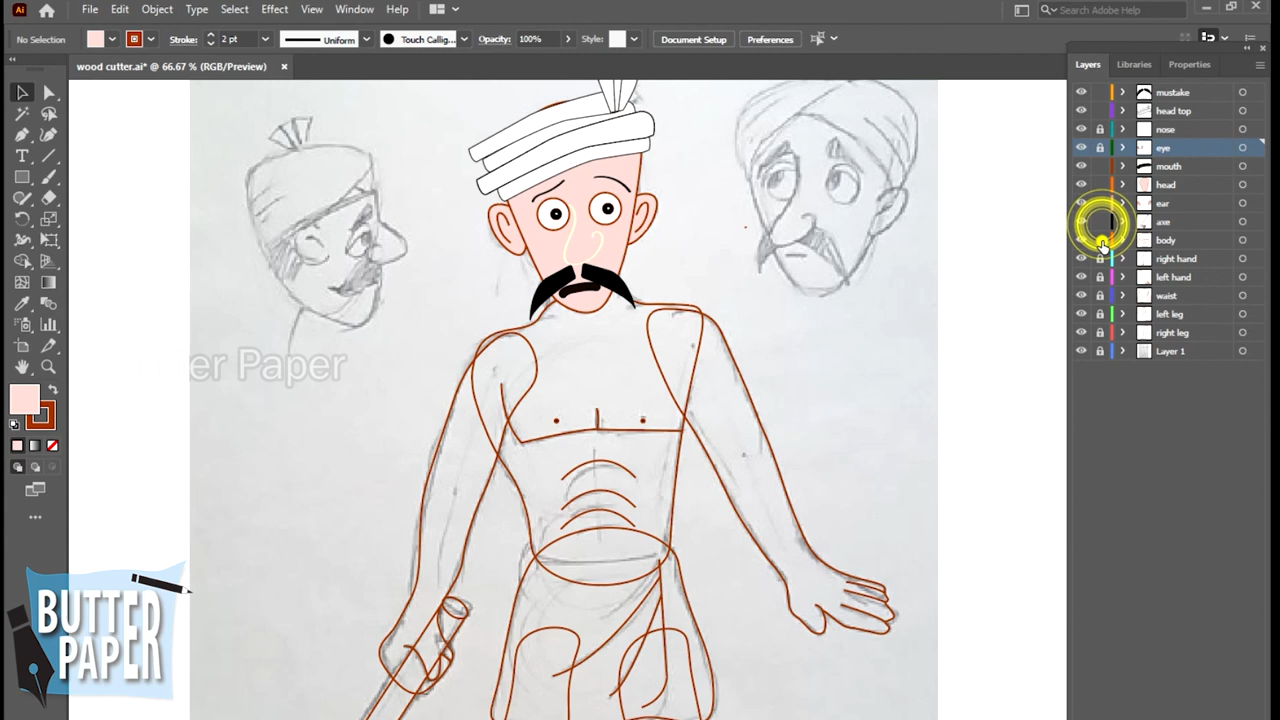 Ai File Edit Object Type Select Effect View Window Help Search Adobe Help
No Selection Stroke: 2 pt Uniform Touch Callig... Opacity: 100% Style: Document Setup Preferences
wood cutter.ai* @ 66.67 % (RGB/Preview)
Layers Libraries Properties
mustake
head top
nose
eye
mouth
head
ear
axe
body
right hand
left hand
waist
left leg
right leg
Layer 1
er Paper
BUTTER
PAPER